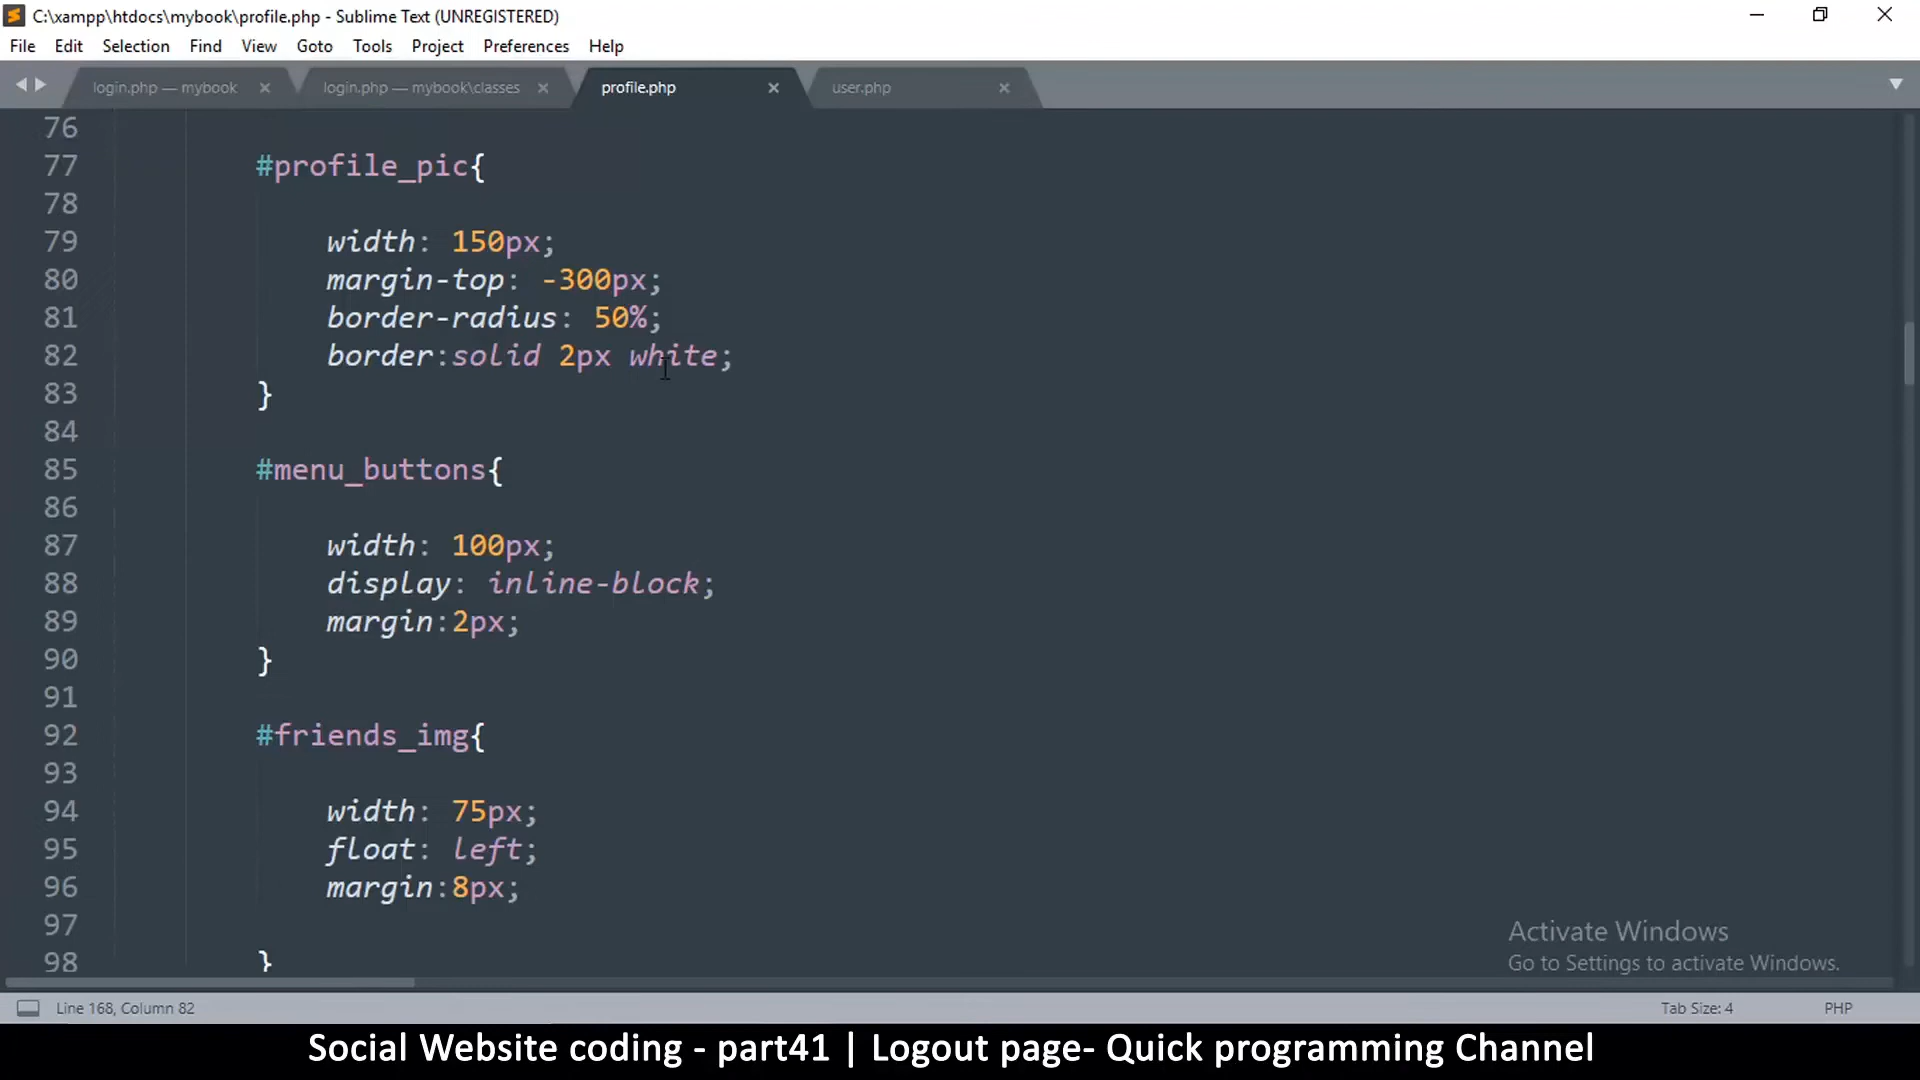 C:\xampp\htdocs\mybook\profile.php - Sublime Text (UNREGISTERED)
File Edit Selection Find View Goto Tools Project Preferences Help
login.php — mybook login.php — mybook\classes profile.php user.php
76
77 #profile_pic{
78
79 width: 150px;
80 margin-top: -300px;
81 border-radius: 50%;
82 border:solid 2px white;
83 }
84
85 #menu_buttons{
86
87 width: 100px;
88 display: inline-block;
89 margin:2px;
90 }
91
92 #friends_img{
93
94 width: 75px;
95 float: left;
96 margin:8px;
97
98 }
Activate Windows
Go to Settings to activate Windows.
Line 168, Column 82 Tab Size: 4 PHP
Social Website coding - part41 | Logout page- Quick programming Channel